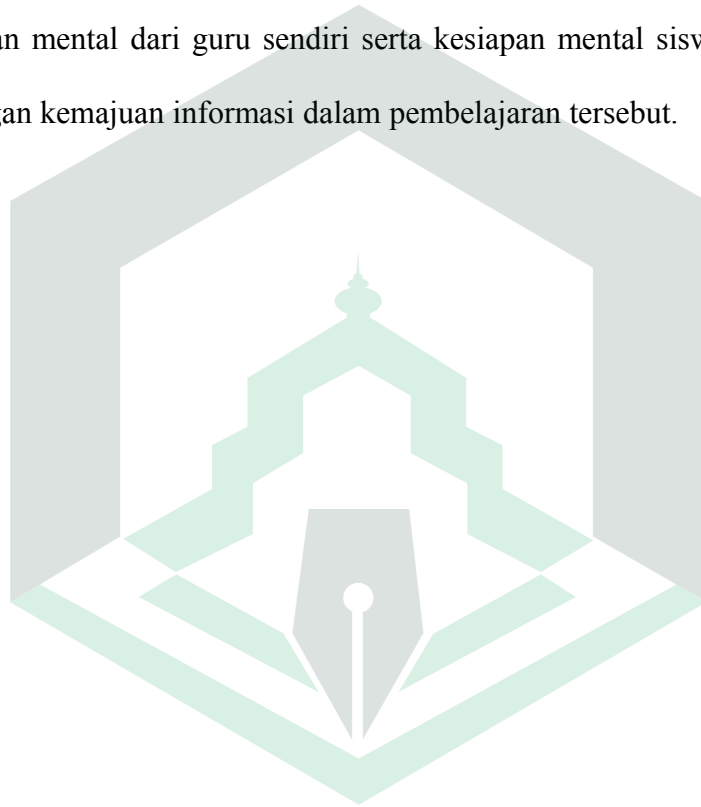 an mental dari guru sendiri serta kesiapan mental sisw
gan kemajuan informasi dalam pembelajaran tersebut.